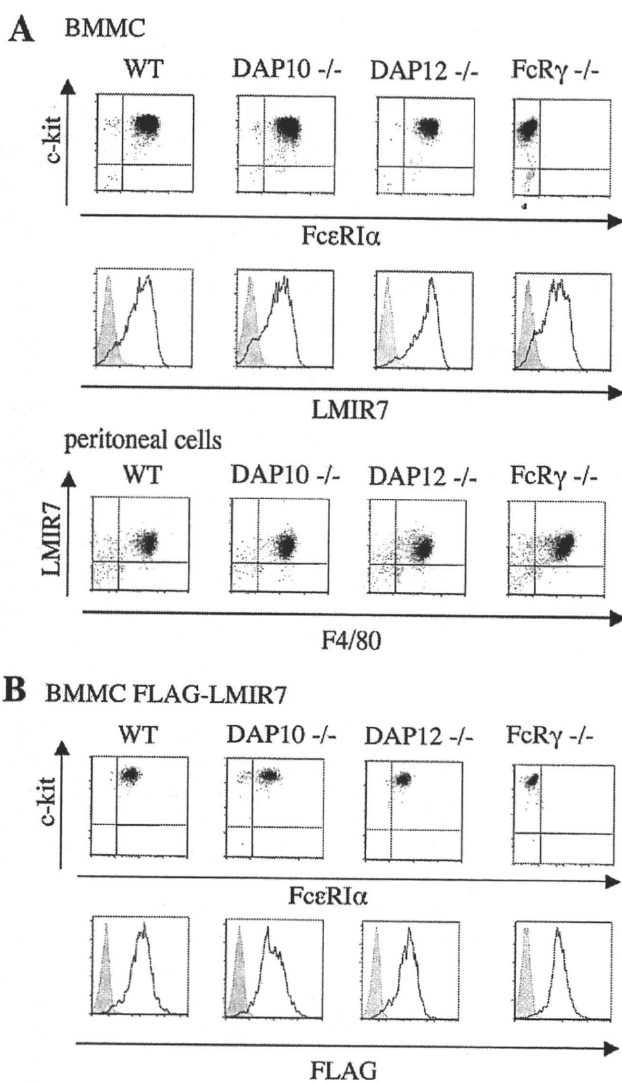 A BMMC
WT DAP10 -/- DAP12 -/- FcRγ -/-
c-kit
FcεRIα
LMIR7
peritoneal cells
WT DAP10 -/- DAP12 -/- FcRγ -/-
LMIR7
F4/80
B BMMC FLAG-LMIR7
WT DAP10 -/- DAP12 -/- FcRγ -/-
c-kit
FcεRIα
FLAG